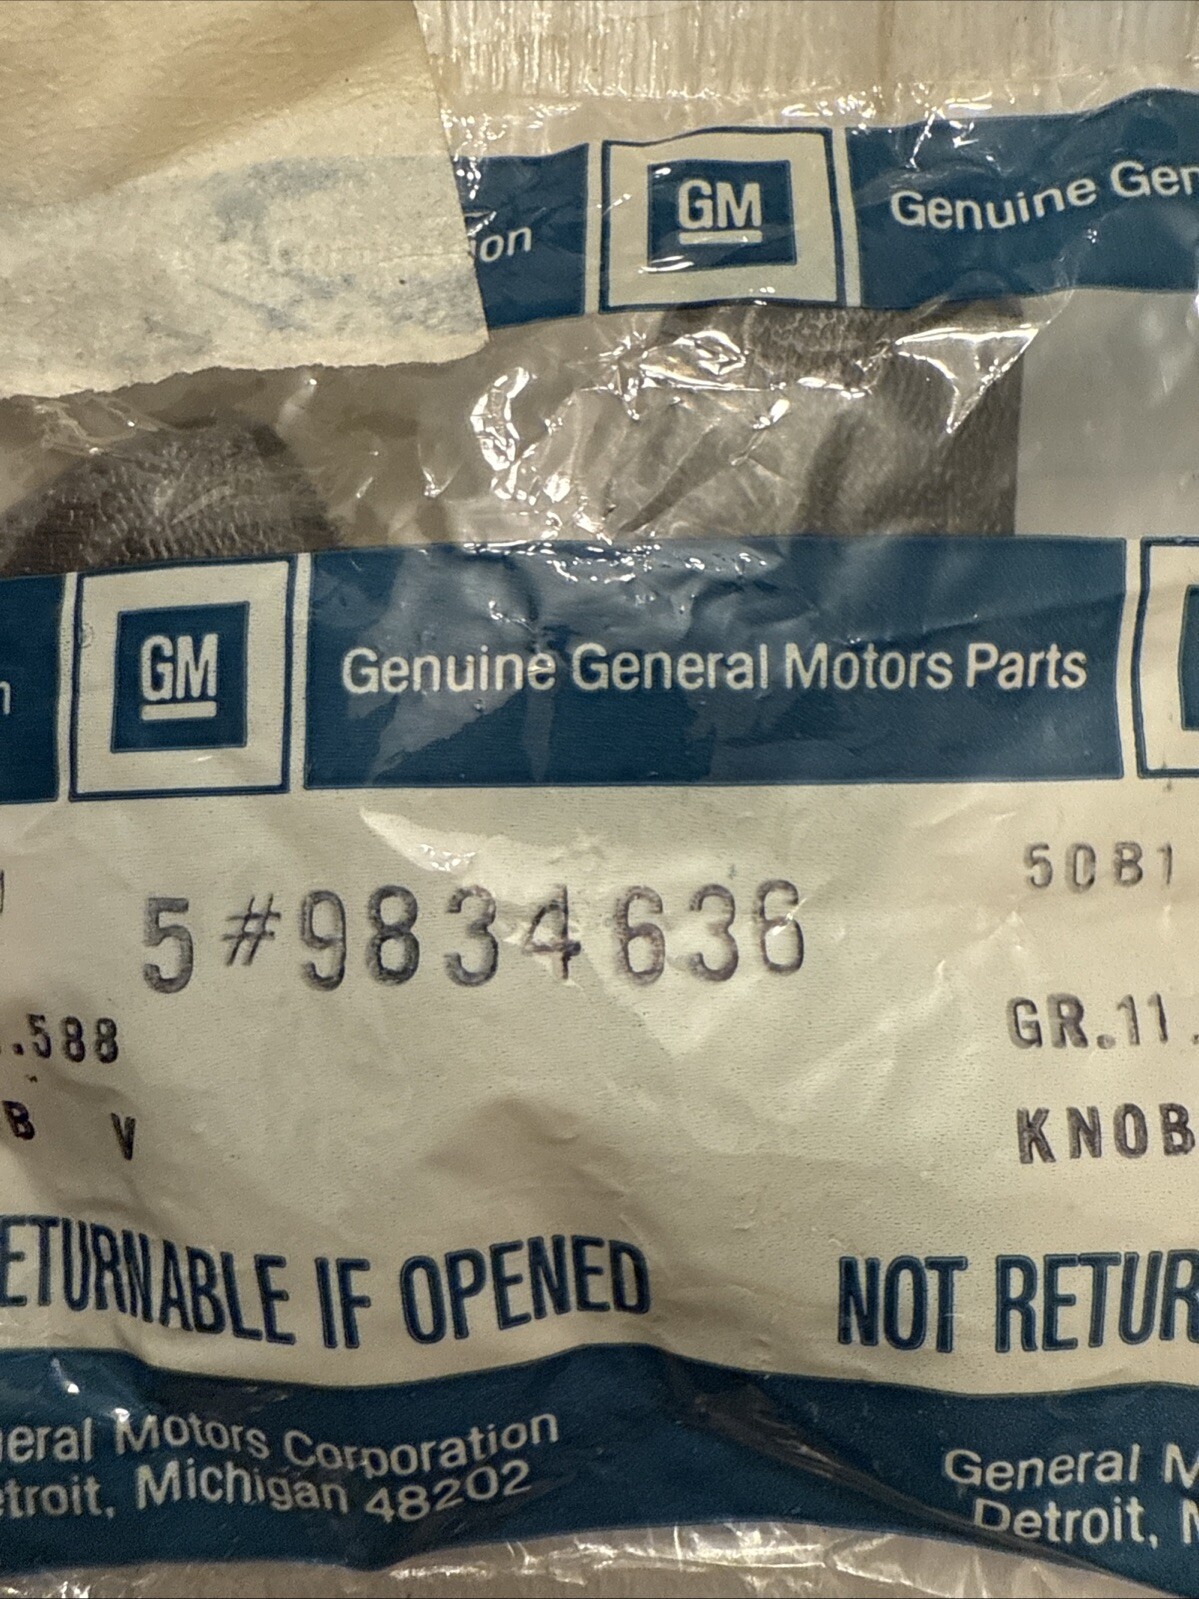 ion GM Genuine Gen
GM Genuine General Motors Parts
50B1
5#9834636
.588
GR.11.
B V
KNOB
ETURNABLE IF OPENED
NOT RETUR
eral Motors Corporation
etroit, Michigan 48202
General M
Detroit, M